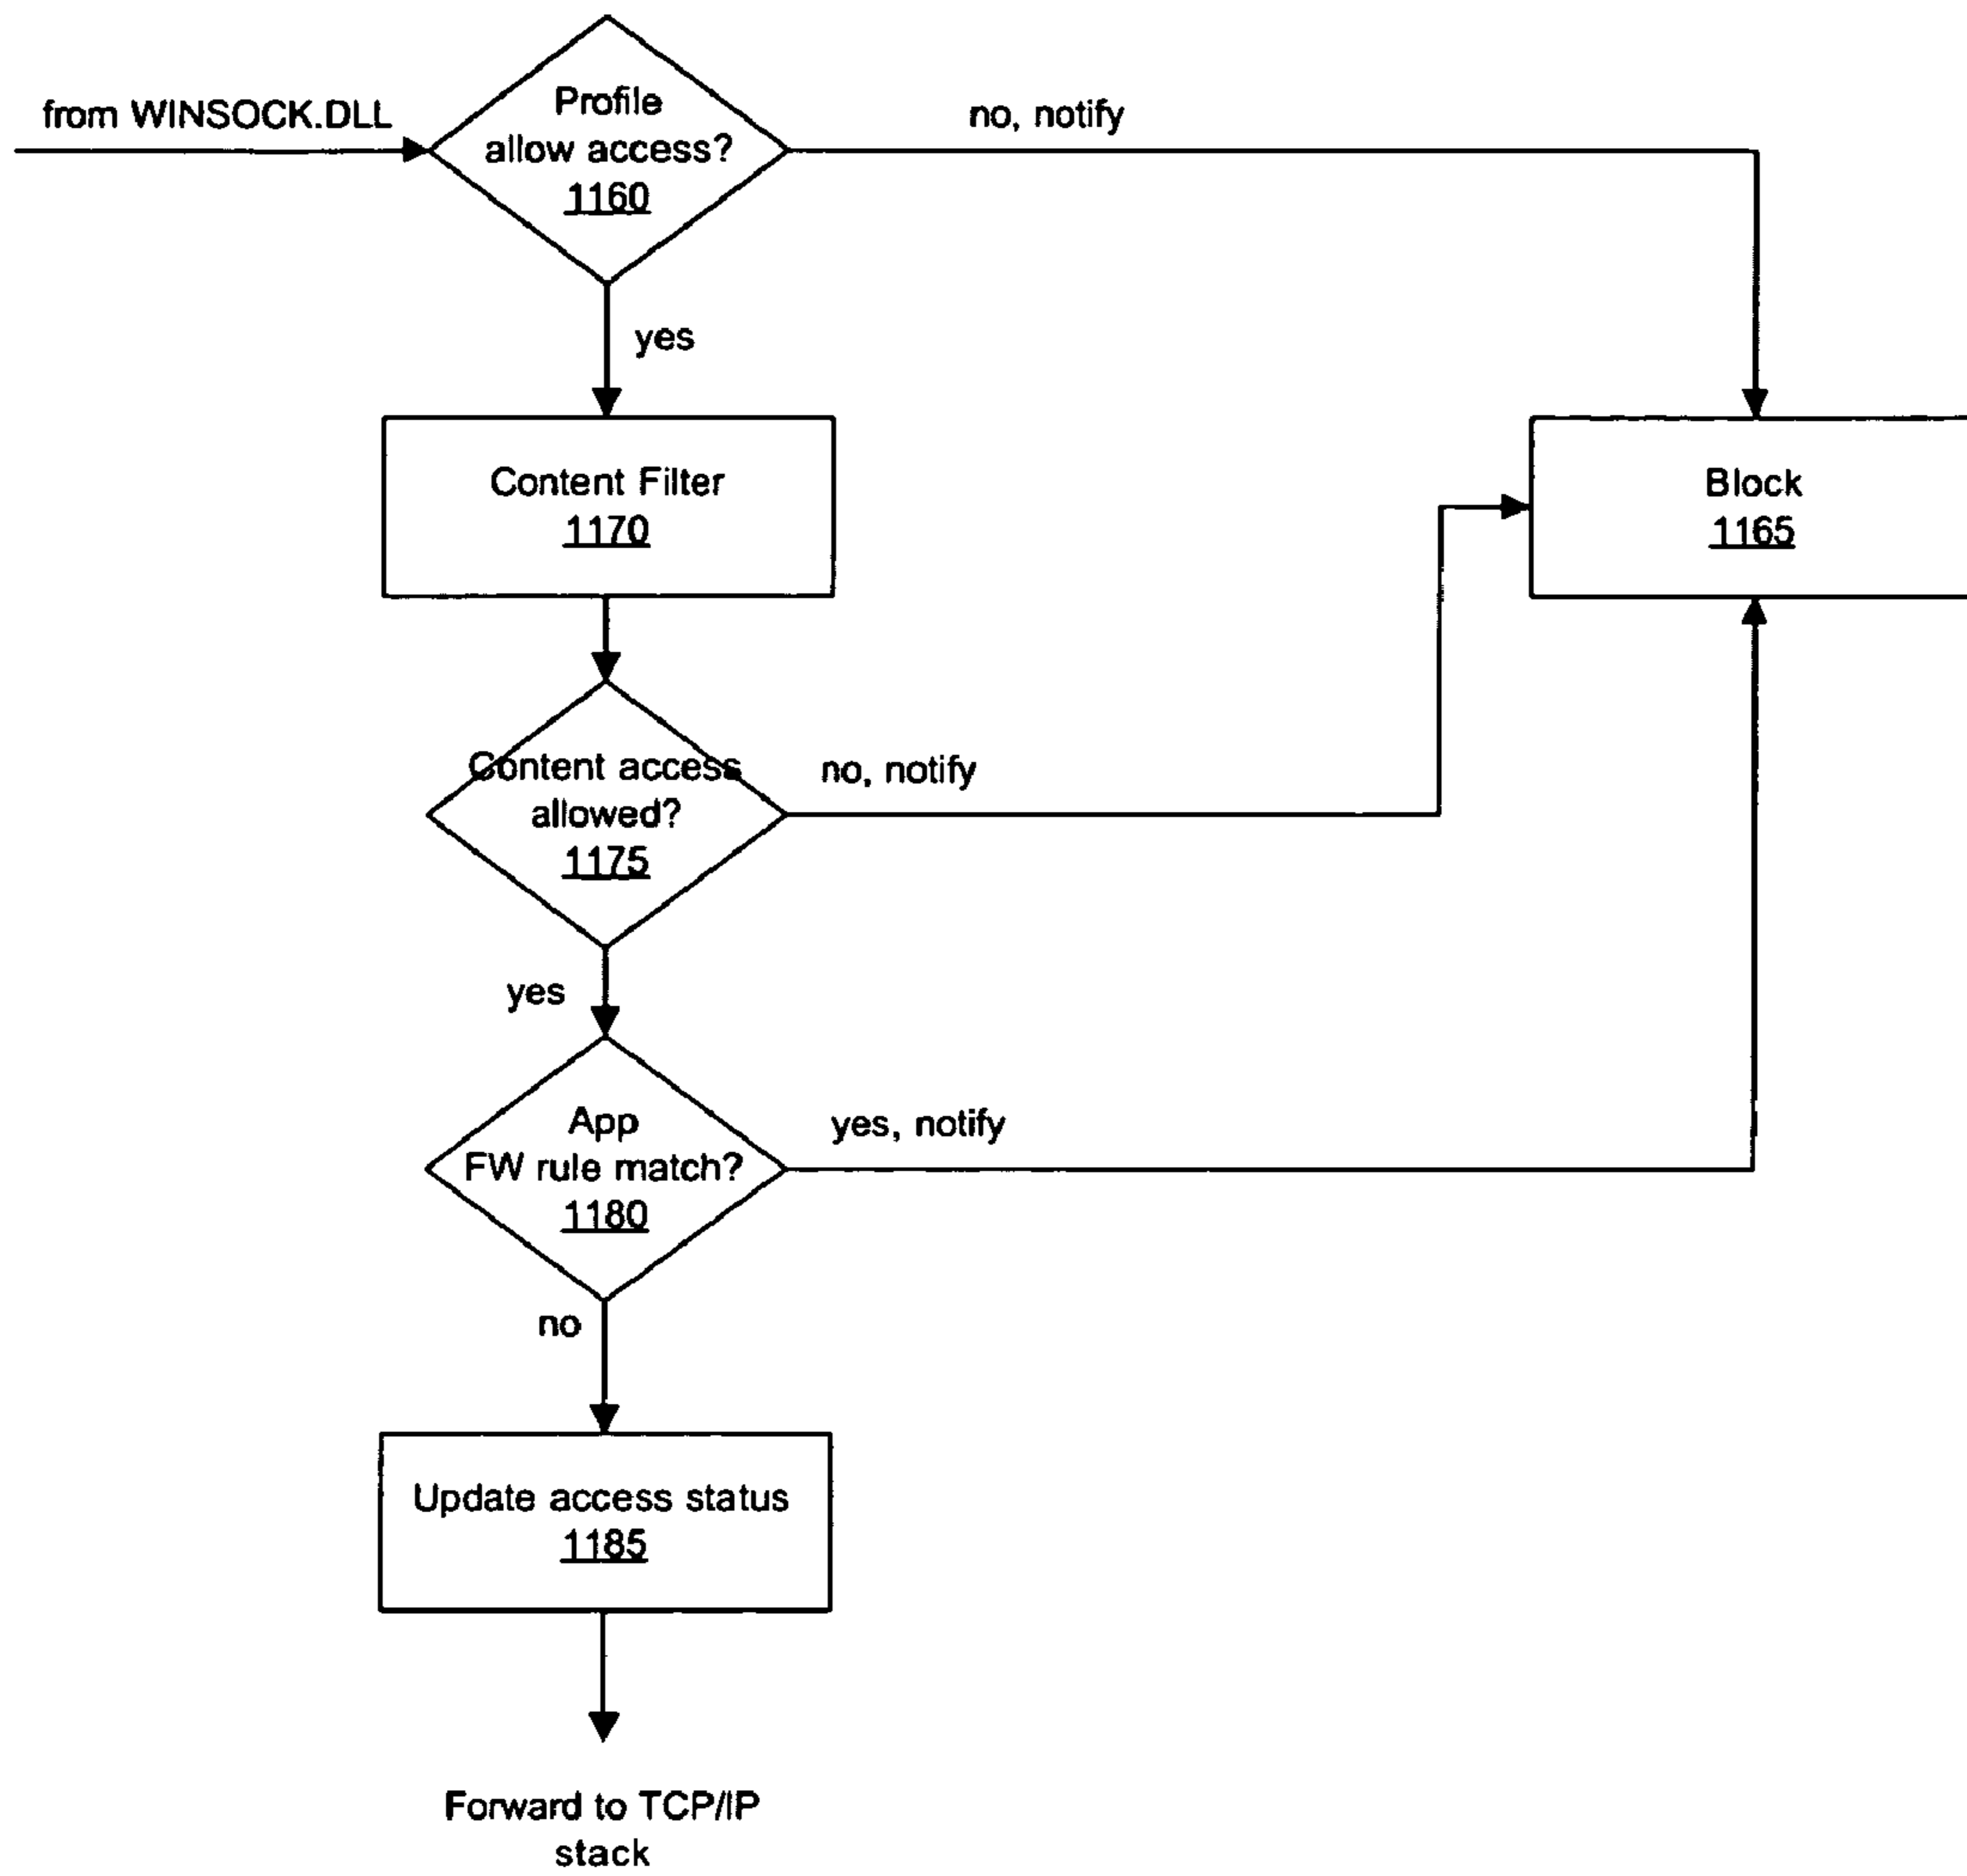 Profile
allow access?
1160
from WINSOCK.DLL
no, notify
yes
Content Filter
1170
Block
1165
Content access
allowed?
1175
no, notify
yes
App
FW rule match?
1180
yes, notify
no
Update access status
1185
Forward to TCP/IP
stack